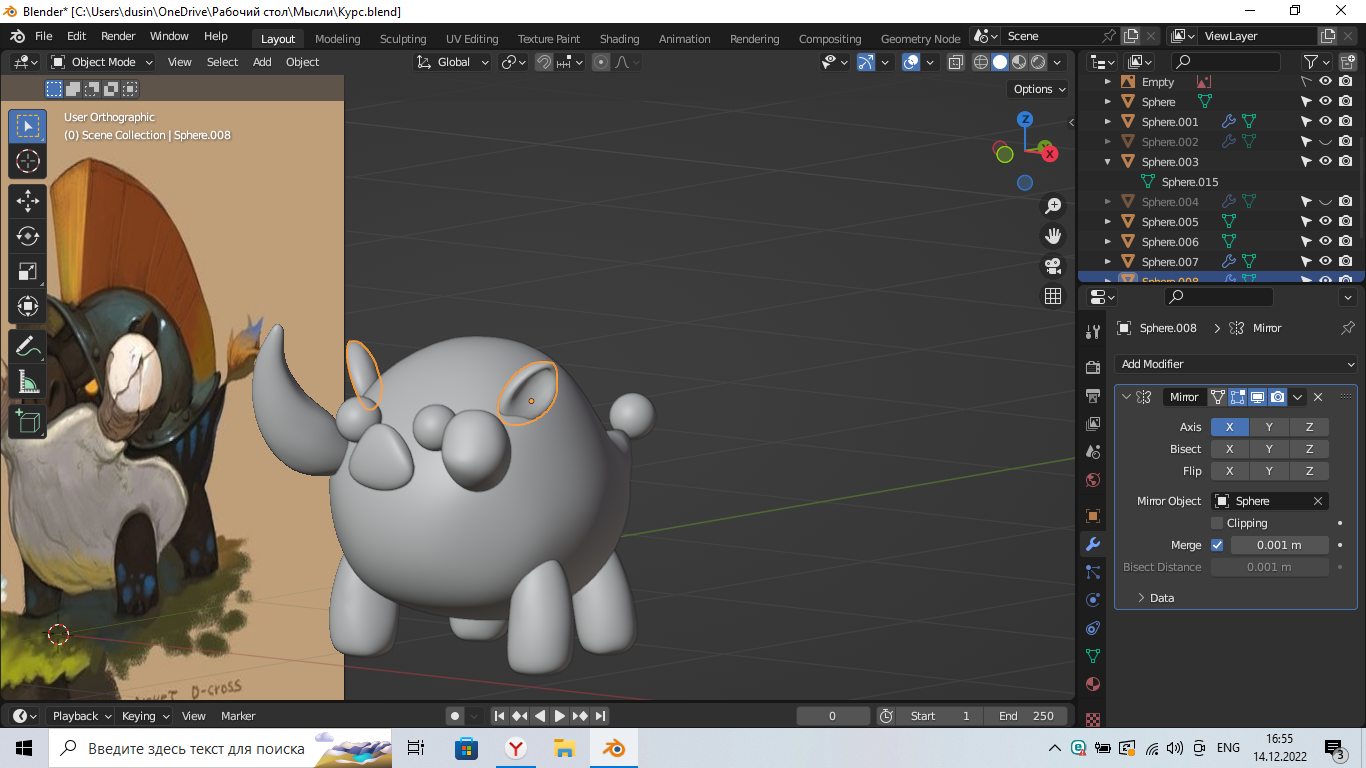 Blender* [C:\Users\dusin\OneDrive\Рабочий стол\Мысли\Курс.blend]
File Edit Render Window Help Layout Modeling Sculpting UV Editing Texture Paint Shading Animation Rendering Compositing Geometry Node Scene ViewLayer
Object Mode View Select Add Object Global
Options
User Orthographic
(0) Scene Collection | Sphere.008
Z
X
D-cross
Empty
Sphere
Sphere.001
Sphere.002
Sphere.003
Sphere.015
Sphere.004
Sphere.005
Sphere.006
Sphere.007
Sphere.008
Sphere.008 > Mirror
Add Modifier
Mirror
Axis X Y Z
Bisect X Y Z
Flip X Y Z
Mirror Object Sphere
Clipping
Merge 0.001 m
Bisect Distance 0.001 m
Data
Playback Keying View Marker 0 Start 1 End 250
Введите здесь текст для поиска
ENG
16:55
14.12.2022
3